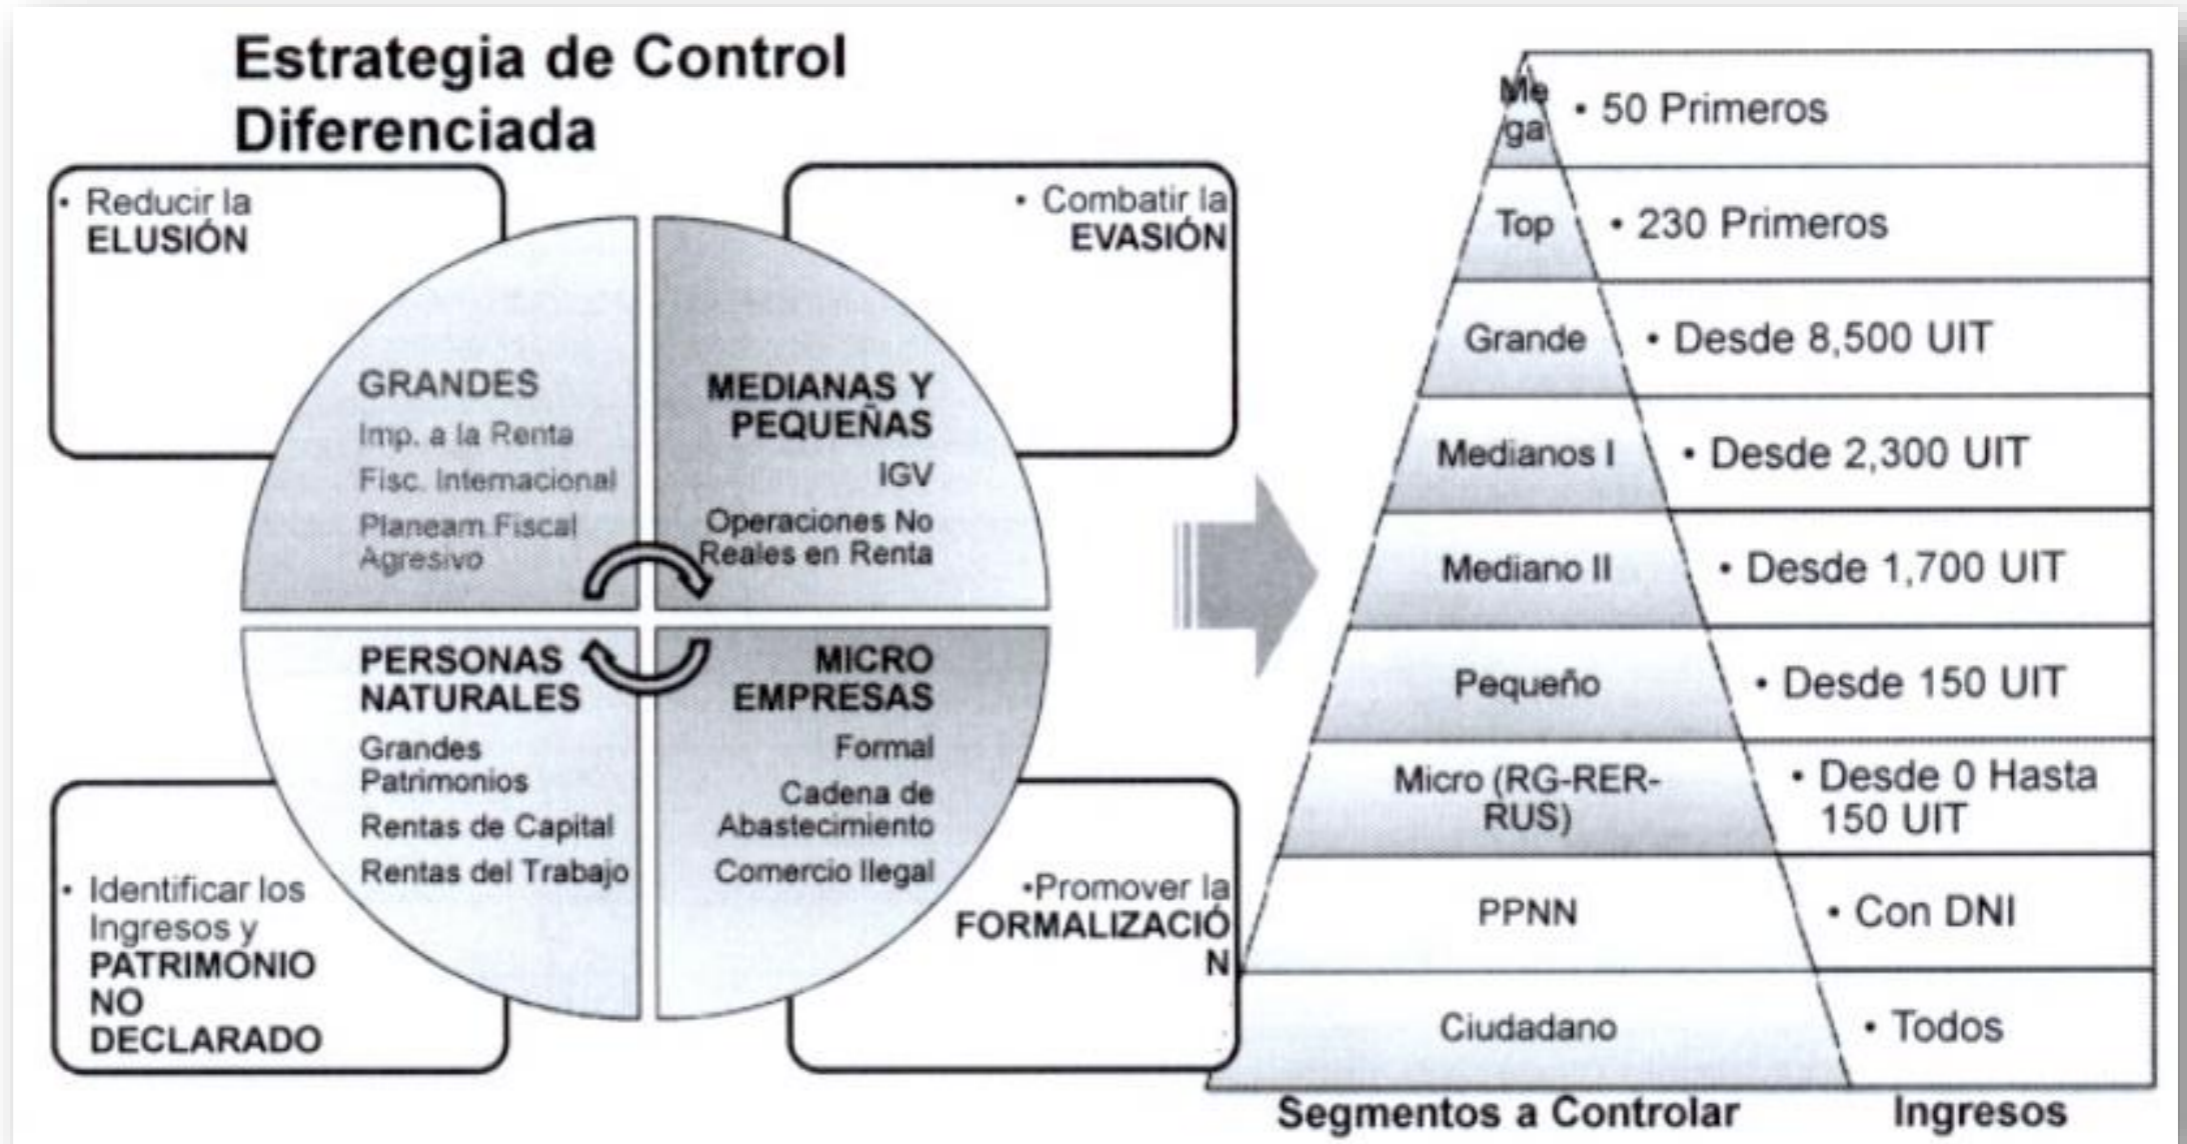 Estrategia de Control
Diferenciada
• Reducir la
ELUSIÓN
• Combatir la
EVASIÓN
GRANDES
Imp. a la Renta
Fisc. Internacional
Planeam.Fiscal
Agresivo
MEDIANAS Y
PEQUEÑAS
IGV
Operaciones No
Reales en Renta
PERSONAS
NATURALES
Grandes
Patrimonios
Rentas de Capital
Rentas del Trabajo
MICRO
EMPRESAS
Formal
Cadena de
Abastecimiento
Comercio Ilegal
• Identificar los
Ingresos y
PATRIMONIO
NO
DECLARADO
•Promover la
FORMALIZACIÓ
N
Me
ga
• 50 Primeros
Top
• 230 Primeros
Grande
• Desde 8,500 UIT
Medianos I
• Desde 2,300 UIT
Mediano II
• Desde 1,700 UIT
Pequeño
• Desde 150 UIT
Micro (RG-RER-
RUS)
• Desde 0 Hasta
150 UIT
PPNN
• Con DNI
Ciudadano
• Todos
Segmentos a Controlar
Ingresos